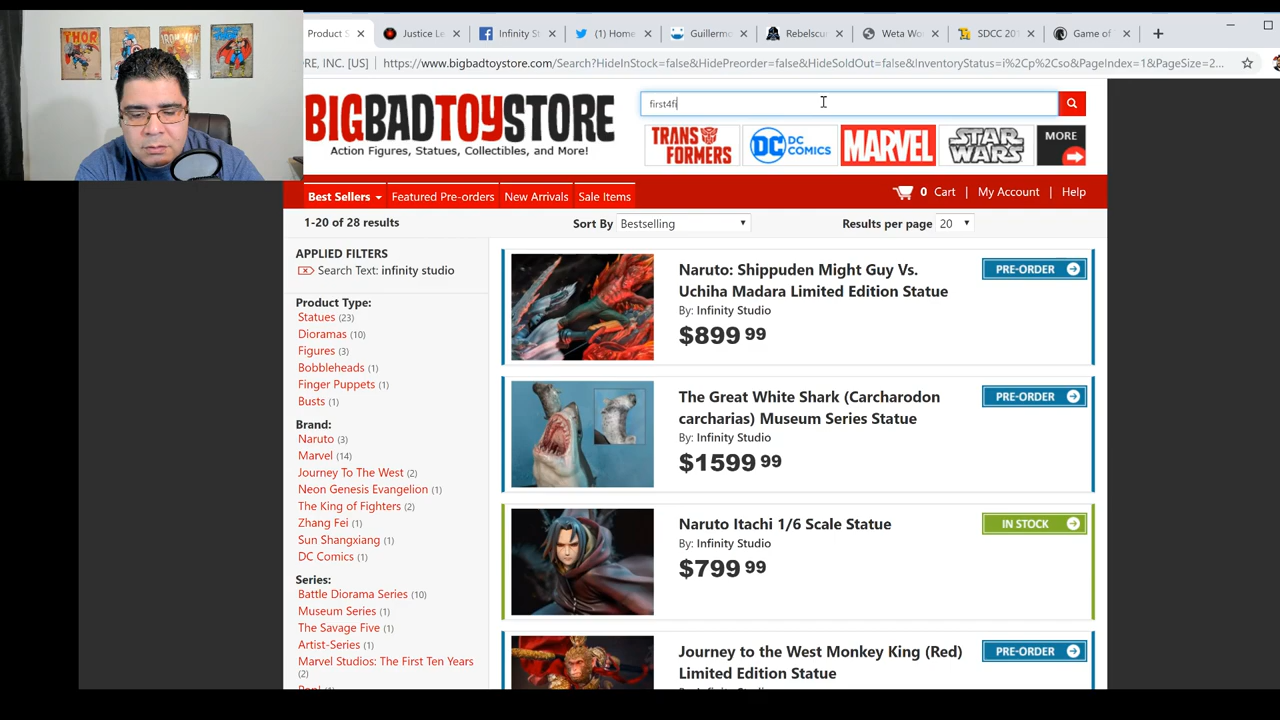 THOR
IRON MAN
THOR
Product S
Justice Le
Infinity St
(1) Home
Guillermo
Rebelscu
Weta Wo
SDCC 201
Game of
ORE, INC. [US]
https://www.bigbadtoystore.com/Search?HideInStock=false&HidePreorder=false&HideSoldOut=false&InventoryStatus=i%2Cp%2Cso&PageIndex=1&PageSize=2...
BIGBADTOYSTORE
Action Figures, Statues, Collectibles, and More!
first4fi
TRANSFORMERS
DC DC COMICS
MARVEL
STAR WARS
MORE
Best Sellers
Featured Pre-orders
New Arrivals
Sale Items
0 Cart | My Account | Help
1-20 of 28 results
Sort By Bestselling
Results per page 20
APPLIED FILTERS
Search Text: infinity studio
Product Type:
Statues (23)
Dioramas (10)
Figures (3)
Bobbleheads (1)
Finger Puppets (1)
Busts (1)
Brand:
Naruto (3)
Marvel (14)
Journey To The West (2)
Neon Genesis Evangelion (1)
The King of Fighters (2)
Zhang Fei (1)
Sun Shangxiang (1)
DC Comics (1)
Series:
Battle Diorama Series (10)
Museum Series (1)
The Savage Five (1)
Artist-Series (1)
Marvel Studios: The First Ten Years
(2)
Naruto: Shippuden Might Guy Vs.
Uchiha Madara Limited Edition Statue
By: Infinity Studio
$899 99
PRE-ORDER
The Great White Shark (Carcharodon
carcharias) Museum Series Statue
By: Infinity Studio
$1599 99
PRE-ORDER
Naruto Itachi 1/6 Scale Statue
By: Infinity Studio
$799 99
IN STOCK
Journey to the West Monkey King (Red)
Limited Edition Statue
PRE-ORDER